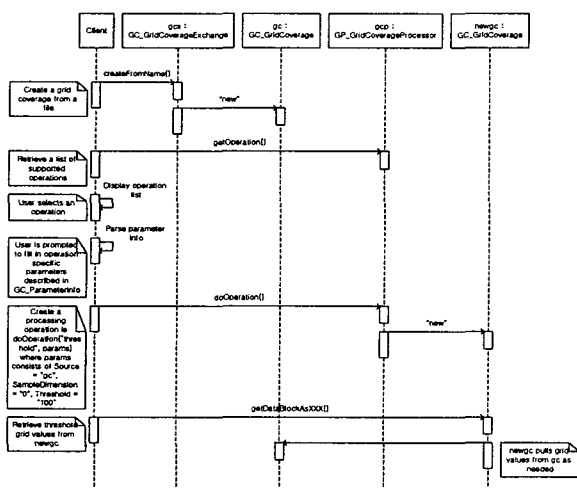 Client
gcx :
GC_GridCoverageExchange
gc :
GC_GridCoverage
gcp :
GP_GridCoverageProcessor
newgc :
GC_GridCoverage
createFromName()
Create a grid
coverage from a
file
"new"
getOperation()
Retrieve a list of
supported
operations
Display operation
list
User selects an
operation
Parse parameter
info
User is prompted
to fill in operation
specific
parameters
described in
GC_ParameterInfo
doOperation()
Create a
processing
operation ie
doOperation("thres
hold", params)
where params
consists of Source
= "gc",
SampleDimension
= "0", Threshold =
"100"
"new"
getDataBlockAsXXX()
Retrieve threshold
grid values from
newgc
newgc pulls grid
values from gc as
needed